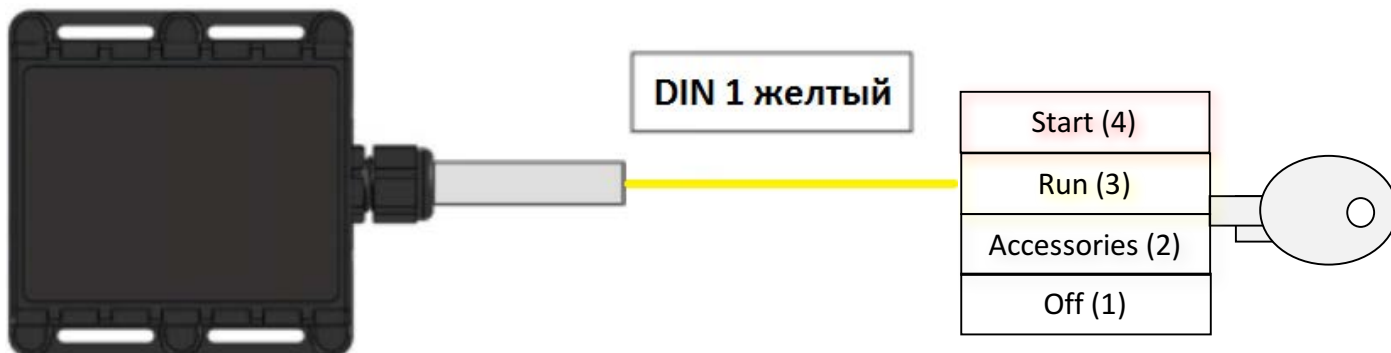 DIN 1 желтый
Start (4)
Run (3)
Accessories (2)
Off (1)